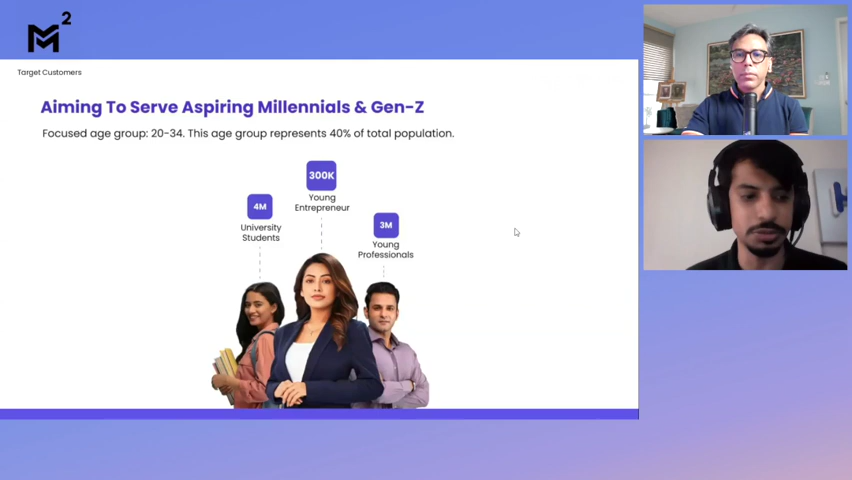 M2
Target Customers
Aiming To Serve Aspiring Millennials & Gen-Z
Focused age group: 20-34. This age group represents 40% of total population.
300K
Young
Entrepreneur
4M
University
Students
3M
Young
Professionals